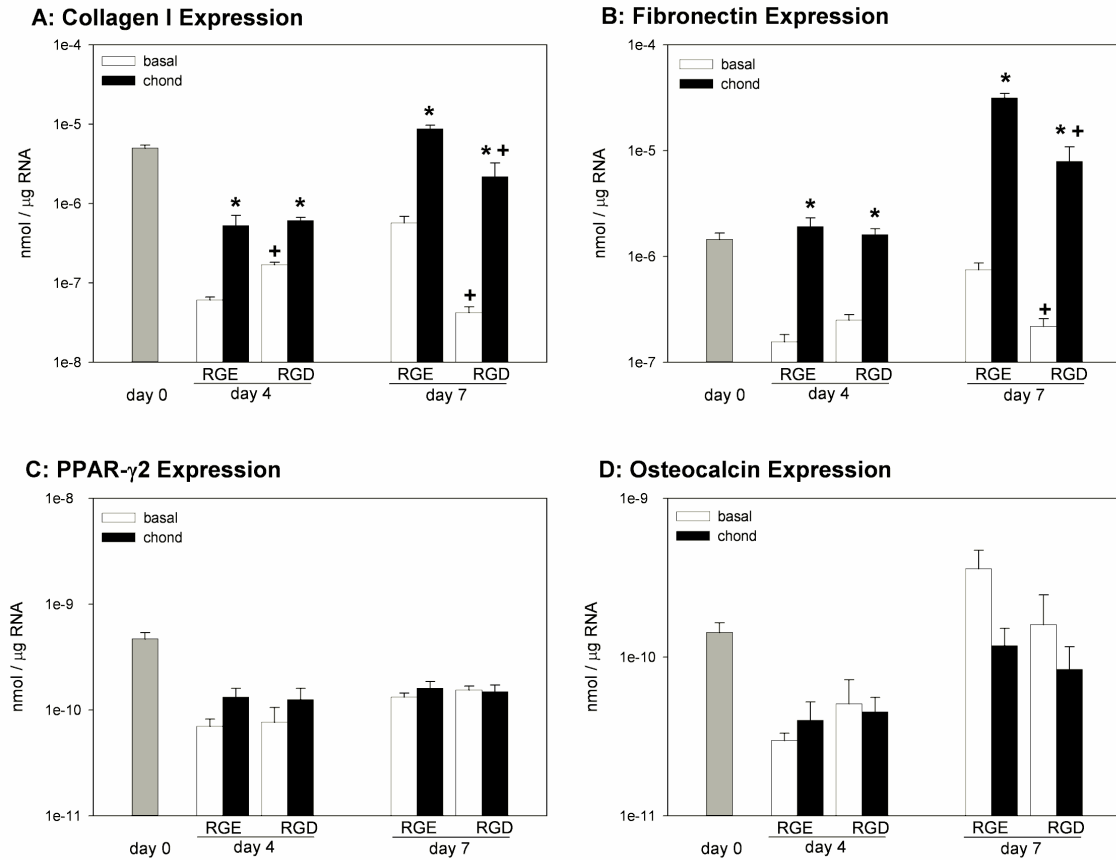 A: Collagen I Expression
1e-4
1e-5
1e-6
1e-7
1e-8
nmol / μg RNA
basal
chond
*
*
+
*
+
* +
RGE RGD
RGE RGD
day 0
day 4
day 7
B: Fibronectin Expression
1e-4
1e-5
1e-6
1e-7
nmol / μg RNA
basal
chond
*
*
*
+
* +
RGE RGD
RGE RGD
day 0
day 4
day 7
C: PPAR-γ2 Expression
1e-8
1e-9
1e-10
1e-11
nmol / μg RNA
basal
chond
RGE RGD
RGE RGD
day 0
day 4
day 7
D: Osteocalcin Expression
1e-9
1e-10
1e-11
nmol / μg RNA
basal
chond
RGE RGD
RGE RGD
day 0
day 4
day 7